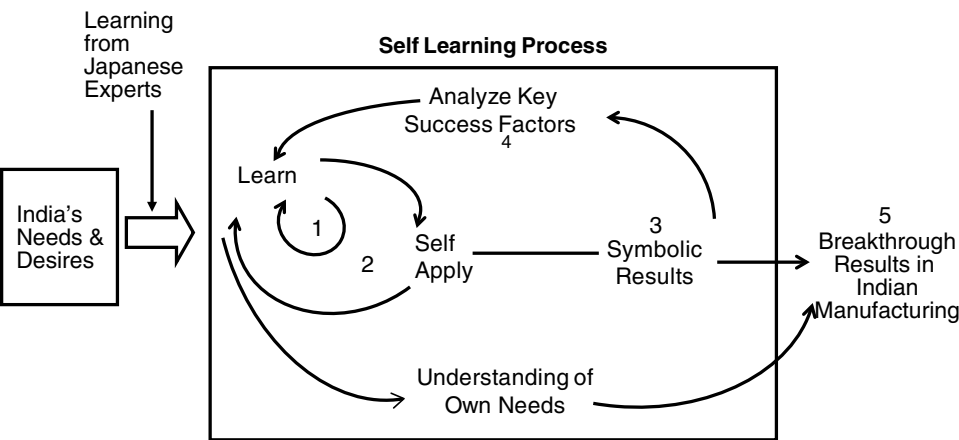 Learning
from
Japanese
Experts
Self Learning Process
Analyze Key
Success Factors
4
Learn
India's
Needs &
Desires
1
2
Self
Apply
3
Symbolic
Results
5
Breakthrough
Results in
Indian
Manufacturing
Understanding of
Own Needs